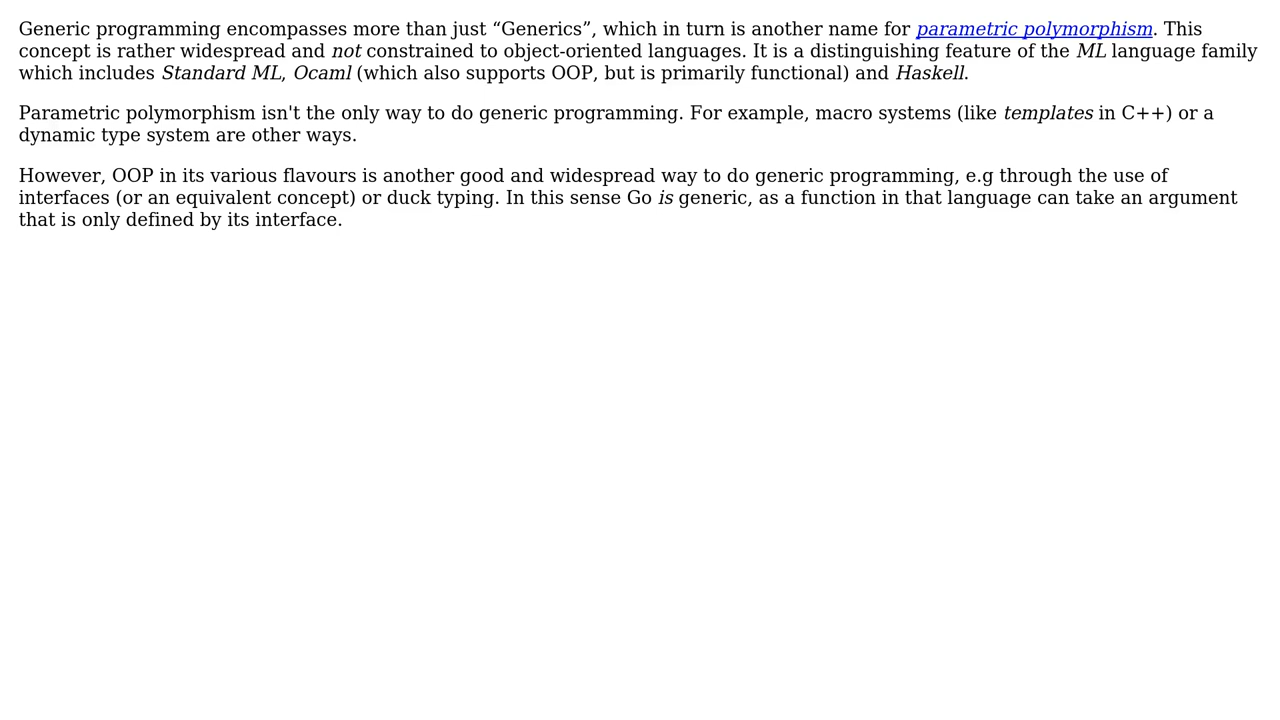 Generic programming encompasses more than just “Generics”, which in turn is another name for parametric polymorphism. This
concept is rather widespread and not constrained to object-oriented languages. It is a distinguishing feature of the ML language family
which includes Standard ML, Ocaml (which also supports OOP, but is primarily functional) and Haskell.
Parametric polymorphism isn't the only way to do generic programming. For example, macro systems (like templates in C++) or a
dynamic type system are other ways.
However, OOP in its various flavours is another good and widespread way to do generic programming, e.g through the use of
interfaces (or an equivalent concept) or duck typing. In this sense Go is generic, as a function in that language can take an argument
that is only defined by its interface.